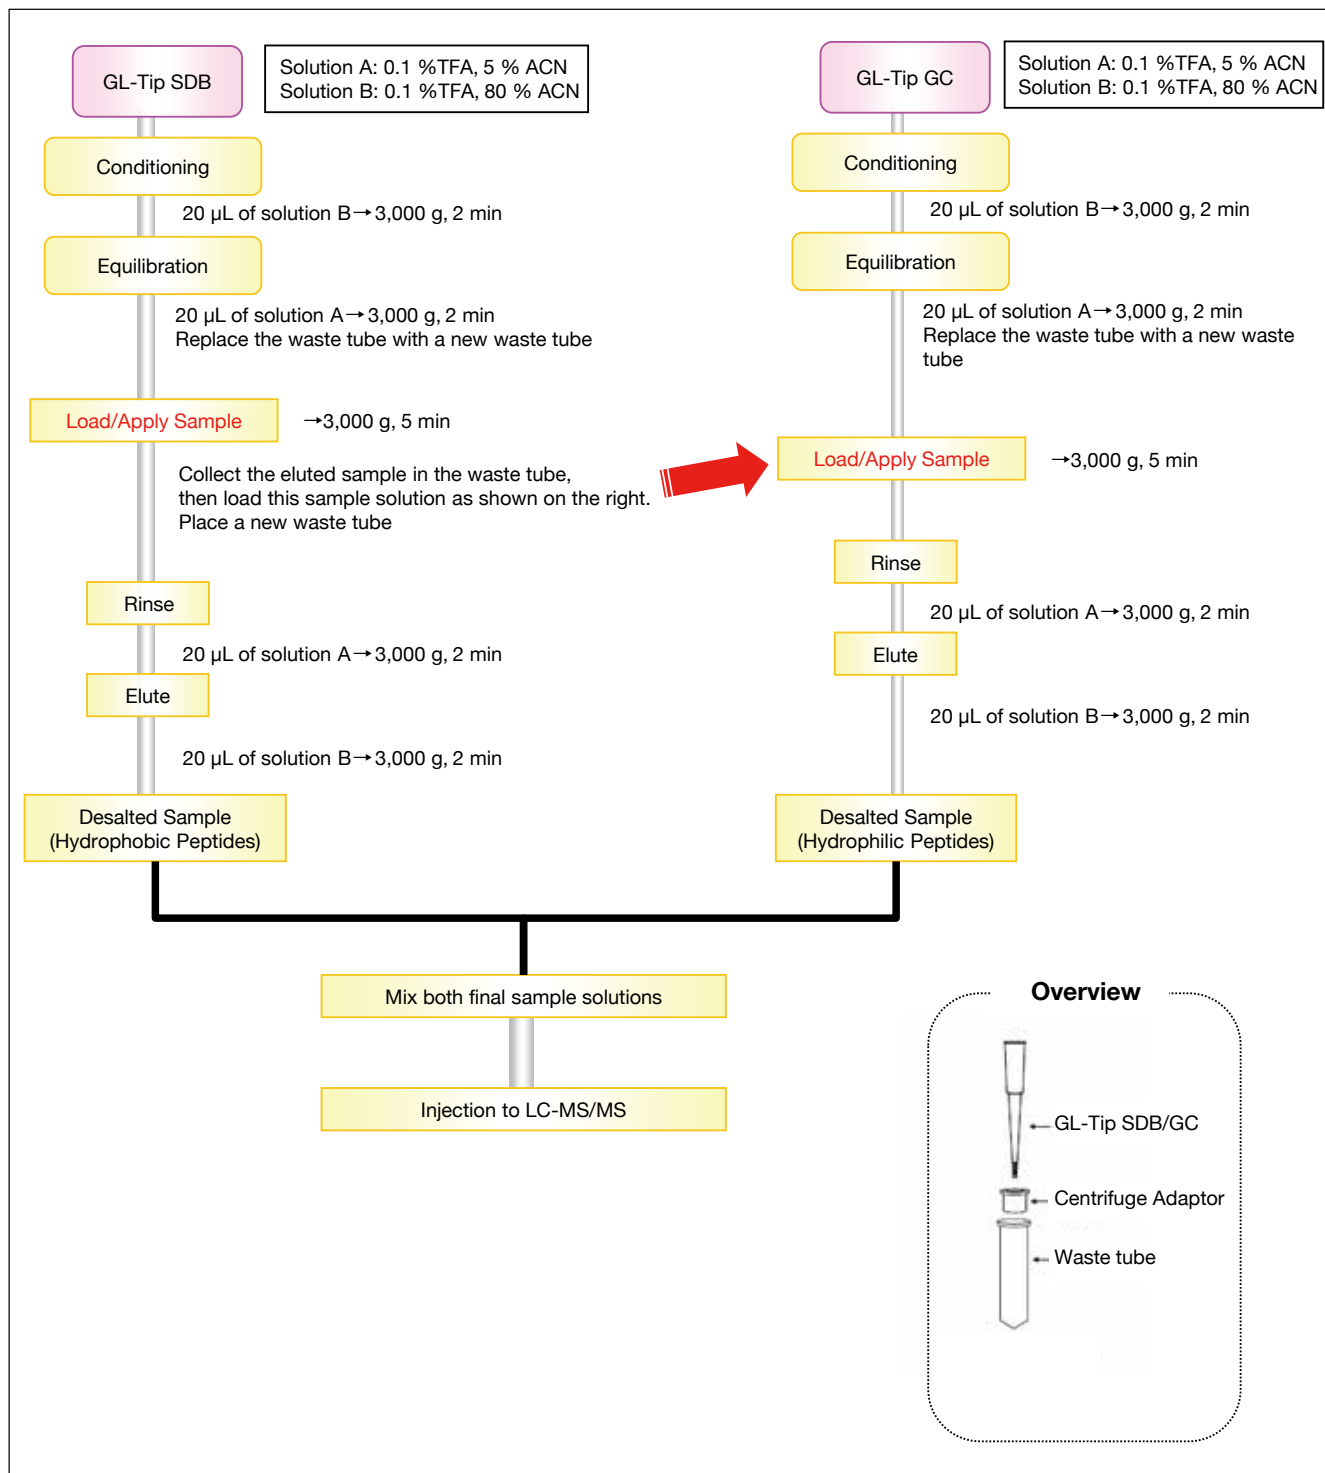 GL-Tip SDB
Solution A: 0.1 %TFA, 5 % ACN
Solution B: 0.1 %TFA, 80 % ACN
Conditioning
20 µL of solution B→3,000 g, 2 min
Equilibration
20 µL of solution A→3,000 g, 2 min
Replace the waste tube with a new waste tube
Load/Apply Sample
→3,000 g, 5 min
Collect the eluted sample in the waste tube,
then load this sample solution as shown on the right.
Place a new waste tube
Rinse
20 µL of solution A→3,000 g, 2 min
Elute
20 µL of solution B→3,000 g, 2 min
Desalted Sample
(Hydrophobic Peptides)
GL-Tip GC
Solution A: 0.1 %TFA, 5 % ACN
Solution B: 0.1 %TFA, 80 % ACN
Conditioning
20 µL of solution B→3,000 g, 2 min
Equilibration
20 µL of solution A→3,000 g, 2 min
Replace the waste tube with a new waste
tube
Load/Apply Sample
→3,000 g, 5 min
Rinse
20 µL of solution A→3,000 g, 2 min
Elute
20 µL of solution B→3,000 g, 2 min
Desalted Sample
(Hydrophilic Peptides)
Mix both final sample solutions
Injection to LC-MS/MS
Overview
GL-Tip SDB/GC
Centrifuge Adaptor
Waste tube